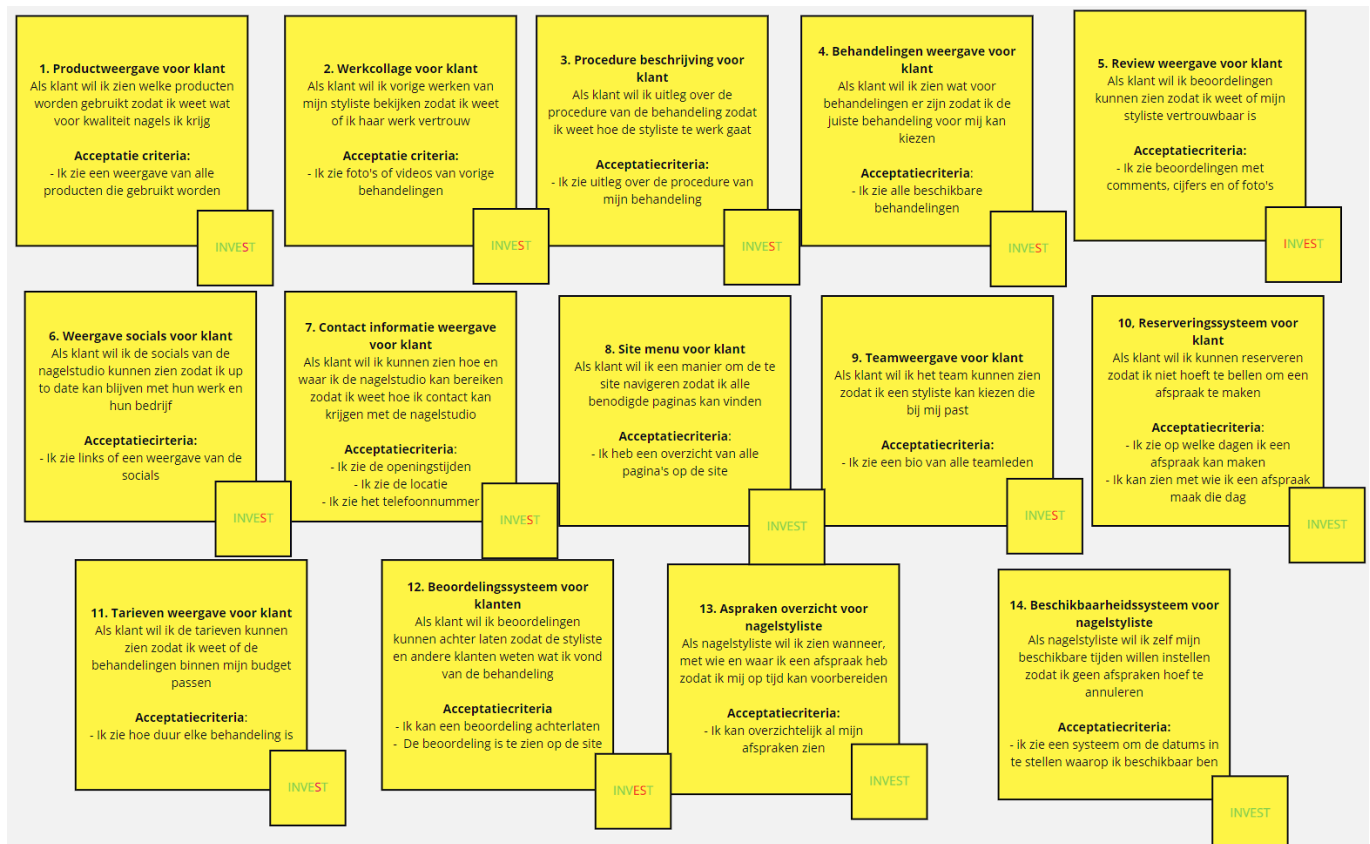 1. Productweergave voor klant
Als klant wil ik zien welke producten
worden gebruikt zodat ik weet wat
voor kwaliteit nagels ik krijg
Acceptatie criteria:
- Ik zie een weergave van alle
producten die gebruikt worden
INVEST
2. Werkcollage voor klant
Als klant wil ik vorige werken van
mijn styliste bekijken zodat ik weet
of ik haar werk vertrouw
Acceptatie criteria:
- Ik zie foto's of videos van vorige
behandelingen
INVEST
3. Procedure beschrijving voor
klant
Als klant wil ik uitleg over de
procedure van de behandeling zodat
ik weet hoe de styliste te werk gaat
Acceptatiecriteria:
- Ik zie uitleg over de procedure van
mijn behandeling
INVEST
4. Behandelingen weergave voor
klant
Als klant wil ik zien wat voor
behandelingen er zijn zodat ik de
juiste behandeling voor mij kan
kiezen
Acceptatiecriteria:
- Ik zie alle beschikbare
behandelingen
INVEST
5. Review weergave voor klant
Als klant wil ik beoordelingen
kunnen zien zodat ik weet of mijn
styliste vertrouwbaar is
Acceptatiecriteria:
- Ik zie beoordelingen met
comments, cijfers en of foto's
INVEST
6. Weergave socials voor klant
Als klant wil ik de socials van de
nagelstudio kunnen zien zodat ik up
to date kan blijven met hun werk en
hun bedrijf
Acceptatiecirteria:
- Ik zie links of een weergave van de
socials
INVEST
7. Contact informatie weergave
voor klant
Als klant wil ik kunnen zien hoe en
waar ik de nagelstudio kan bereiken
zodat ik weet hoe ik contact kan
krijgen met de nagelstudio
Acceptatiecriteria:
- Ik zie de openingstijden
- Ik zie de locatie
- Ik zie het telefoonnummer
INVEST
8. Site menu voor klant
Als klant wil ik een manier om de te
site navigeren zodat ik alle
benodigde paginas kan vinden
Acceptatiecriteria:
- Ik heb een overzicht van alle
pagina's op de site
INVEST
9. Teamweergave voor klant
Als klant wil ik het team kunnen zien
zodat ik een styliste kan kiezen die
bij mij past
Acceptatiecriteria:
- Ik zie een bio van alle teamleden
INVEST
10, Reserveringssysteem voor
klant
Als klant wil ik kunnen reserveren
zodat ik niet hoeft te bellen om een
afspraak te maken
Acceptatiecriteria:
- Ik zie op welke dagen ik een
afspraak kan maken
- Ik kan zien met wie ik een afspraak
maak die dag
INVEST
11. Tarieven weergave voor klant
Als klant wil ik de tarieven kunnen
zien zodat ik weet of de
behandelingen binnen mijn budget
passen
Acceptatiecriteria:
- Ik zie hoe duur elke behandeling is
INVEST
12. Beoordelingssysteem voor
klanten
Als klant wil ik beoordelingen
kunnen achter laten zodat de styliste
en andere klanten weten wat ik vond
van de behandeling
Acceptatiecriteria
- Ik kan een beoordeling achterlaten
- De beoordeling is te zien op de site
INVEST
13. Aspraken overzicht voor
nagelstyliste
Als nagelstyliste wil ik zien wanneer,
met wie en waar ik een afspraak heb
zodat ik mij op tijd kan voorbereiden
Acceptatiecriteria:
- Ik kan overzichtelijk al mijn
afspraken zien
INVEST
14. Beschikbaarheidssysteem voor
nagelstyliste
Als nagelstyliste wil ik zelf mijn
beschikbare tijden willen instellen
zodat ik geen afspraken hoef te
annuleren
Acceptatiecriteria:
- ik zie een systeem om de datums in
te stellen waarop ik beschikbaar ben
INVEST